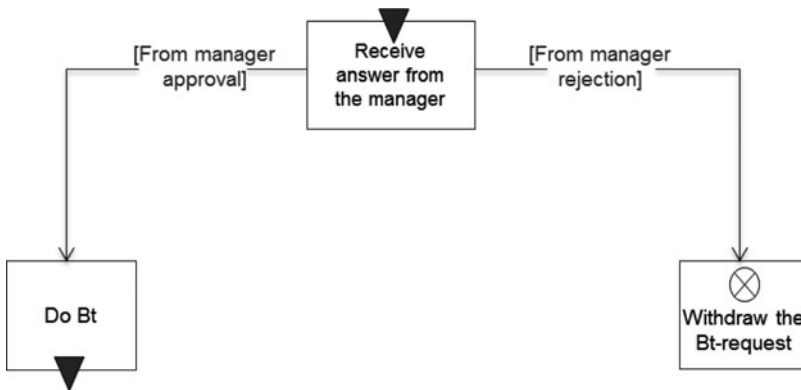 [From manager
approval]
Receive
answer from
the manager
[From manager
rejection]
Do Bt
Withdraw the
Bt-request